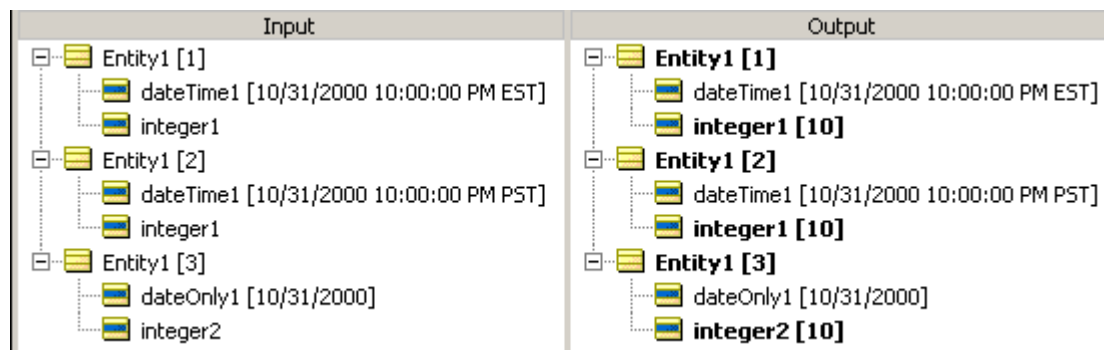 Input
Entity1 [1]
dateTime1 [10/31/2000 10:00:00 PM EST]
integer1
Entity1 [2]
dateTime1 [10/31/2000 10:00:00 PM PST]
integer1
Entity1 [3]
dateOnly1 [10/31/2000]
integer2
Output
Entity1 [1]
dateTime1 [10/31/2000 10:00:00 PM EST]
integer1 [10]
Entity1 [2]
dateTime1 [10/31/2000 10:00:00 PM PST]
integer1 [10]
Entity1 [3]
dateOnly1 [10/31/2000]
integer2 [10]